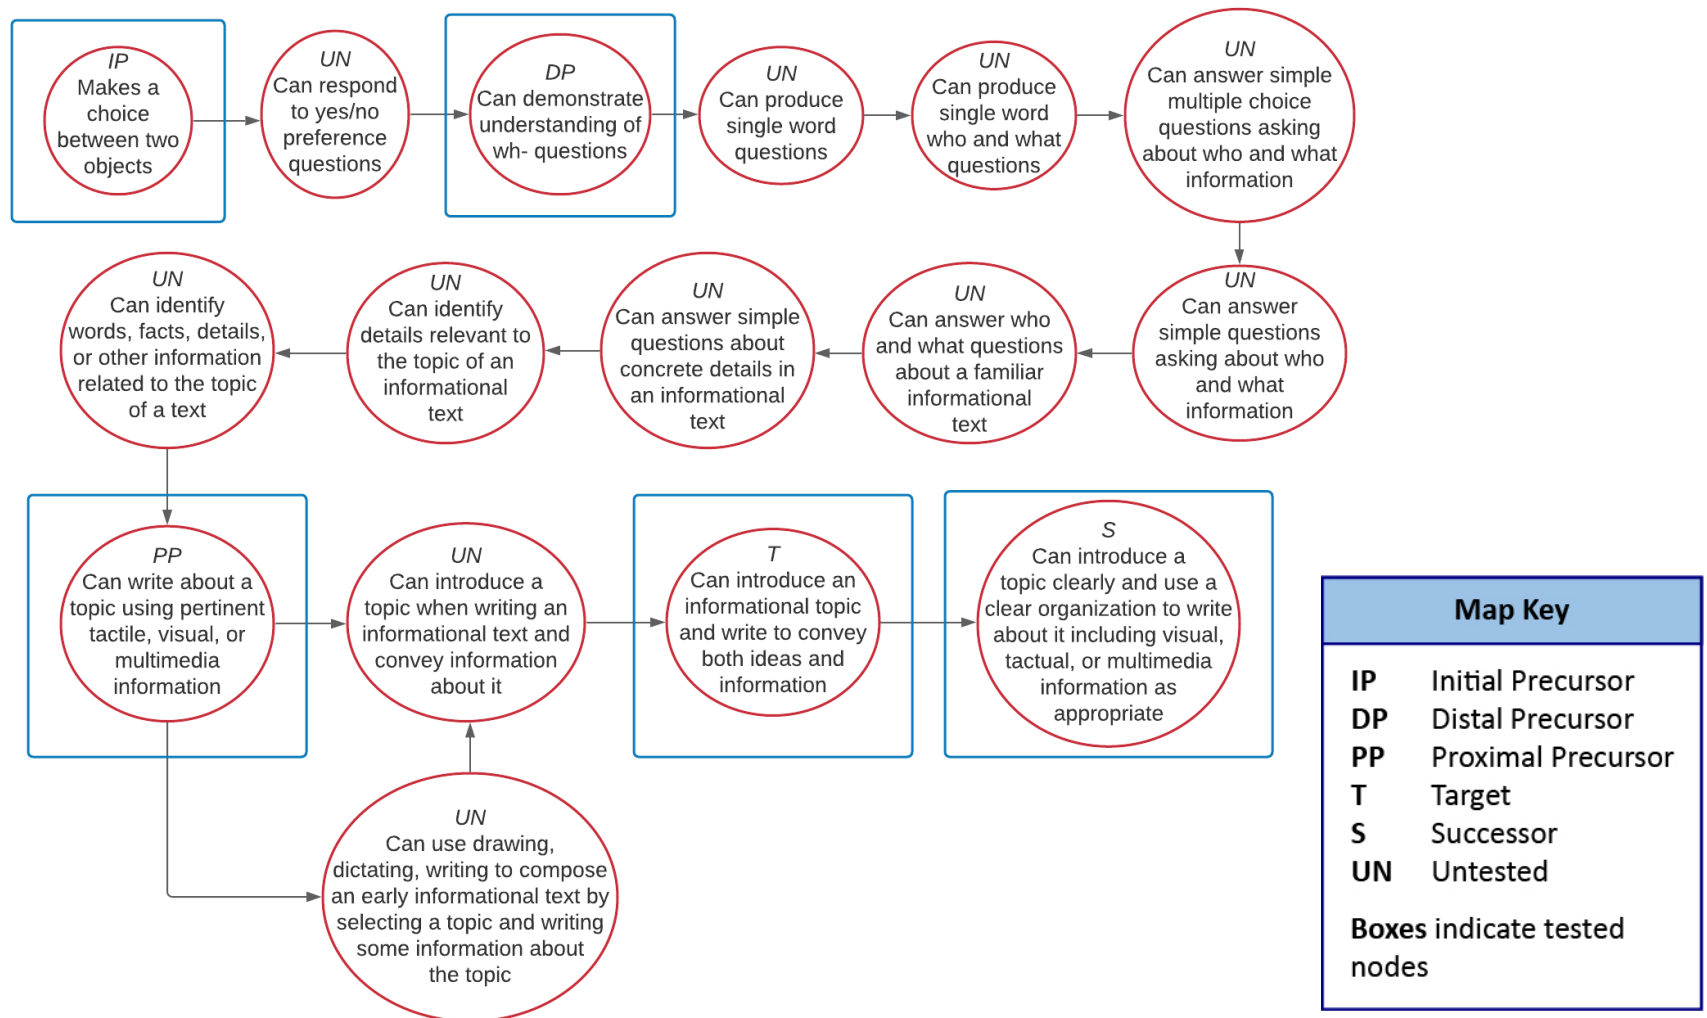 IP
Makes a
choice
between two
objects
UN
Can respond
to yes/no
preference
questions
DP
Can demonstrate
understanding of
wh- questions
UN
Can produce
single word
questions
UN
Can produce
single word
who and what
questions
UN
Can answer simple
multiple choice
questions asking
about who and what
information
UN
Can answer
simple questions
asking about who
and what
information
UN
Can answer who
and what questions
about a familiar
informational
text
UN
Can answer simple
questions about
concrete details in
an informational
text
UN
Can identify
details relevant to
the topic of an
informational
text
UN
Can identify
words, facts, details,
or other information
related to the topic
of a text
PP
Can write about a
topic using pertinent
tactile, visual, or
multimedia
information
UN
Can introduce a
topic when writing an
informational text and
convey information
about it
T
Can introduce an
informational topic
and write to convey
both ideas and
information
S
Can introduce a
topic clearly and use a
clear organization to write
about it including visual,
tactual, or multimedia
information as
appropriate
UN
Can use drawing,
dictating, writing to compose
an early informational text by
selecting a topic and writing
some information about
the topic
Map Key
IP Initial Precursor
DP Distal Precursor
PP Proximal Precursor
T Target
S Successor
UN Untested
Boxes indicate tested
nodes